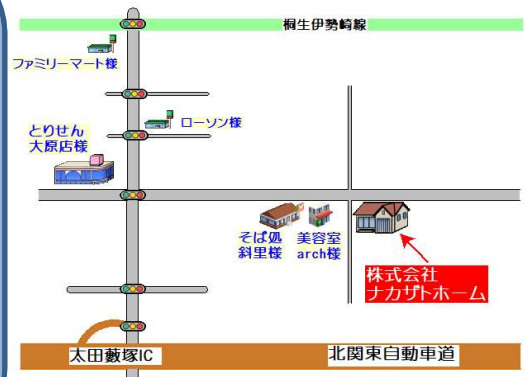 桐生伊勢崎線
ファミリーマート様
ローソン様
とりせん
大原店様
そば処
斜里様
美容室
arch様
株式会社
ナカザトホーム
太田藪塚IC
北関東自動車道